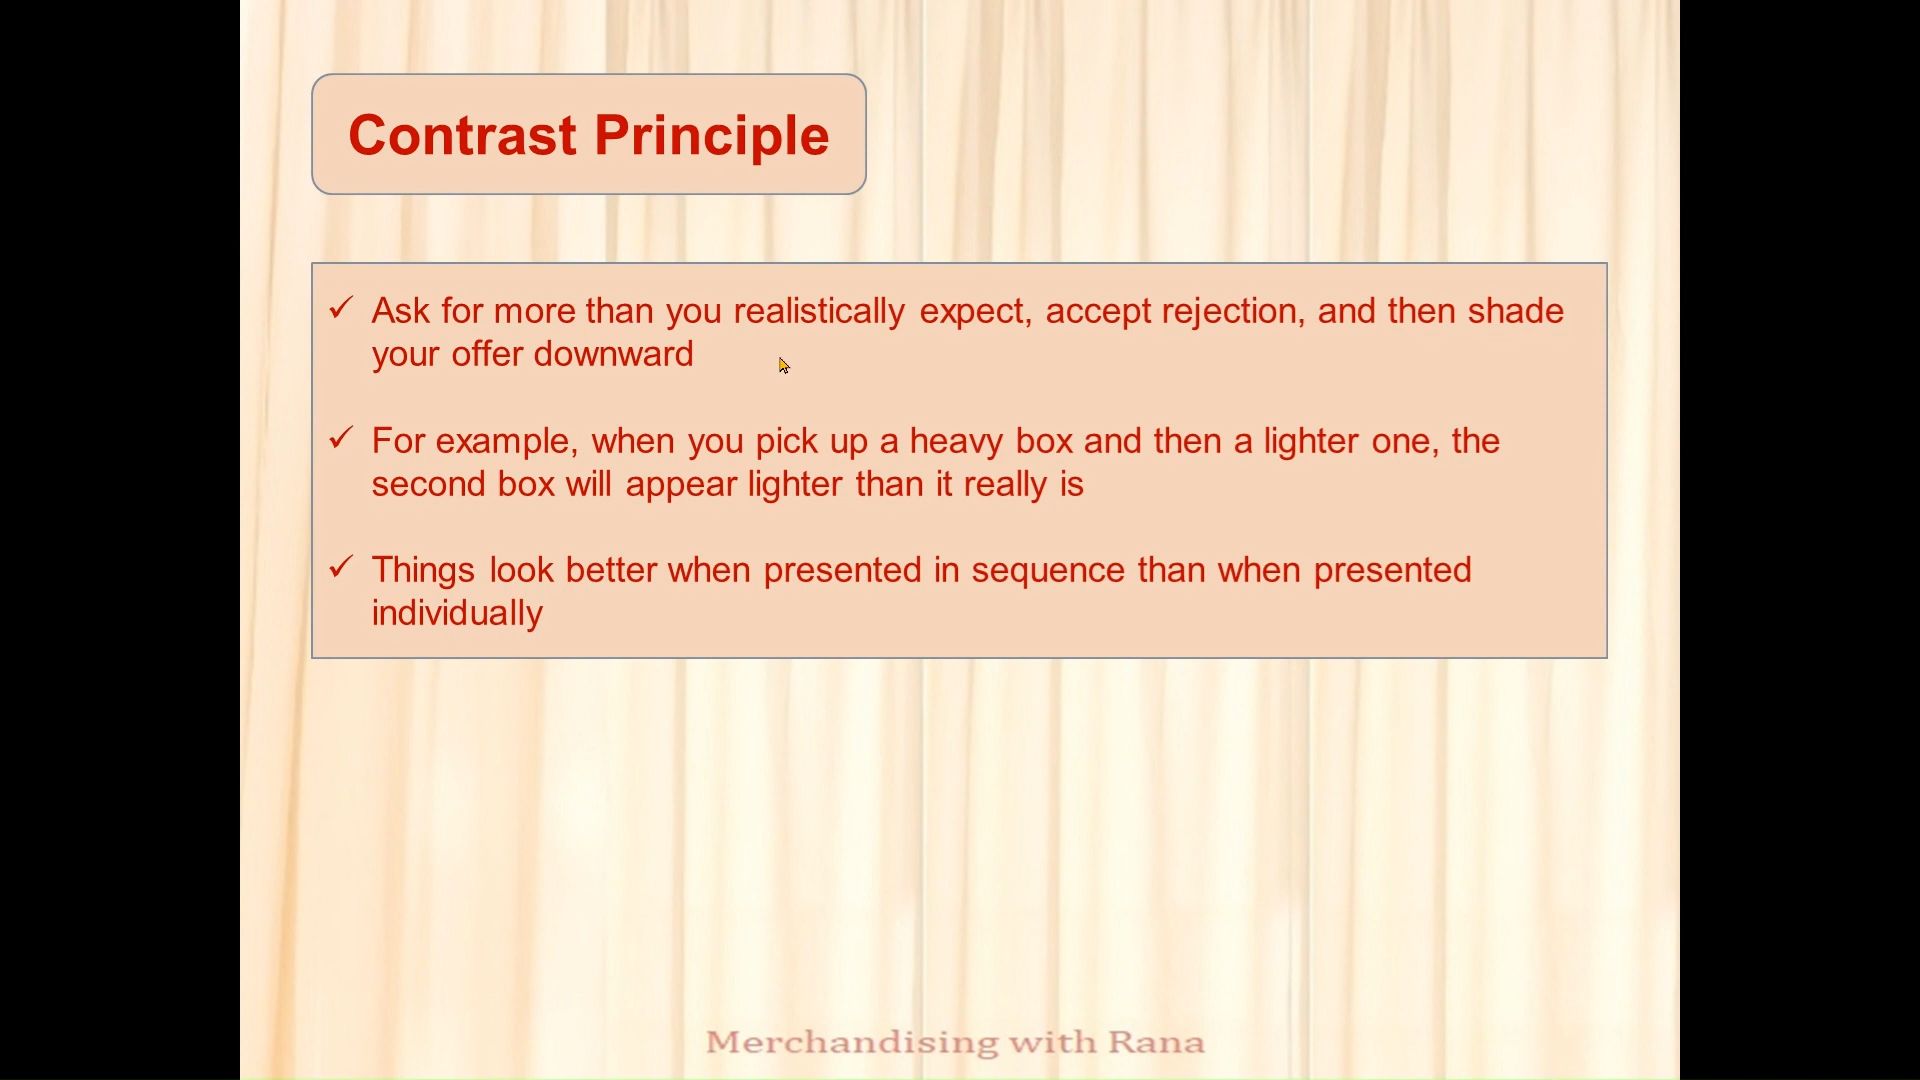 Contrast Principle
✓ Ask for more than you realistically expect, accept rejection, and then shade
your offer downward
✓ For example, when you pick up a heavy box and then a lighter one, the
second box will appear lighter than it really is
✓ Things look better when presented in sequence than when presented
individually
Merchandising with Rana